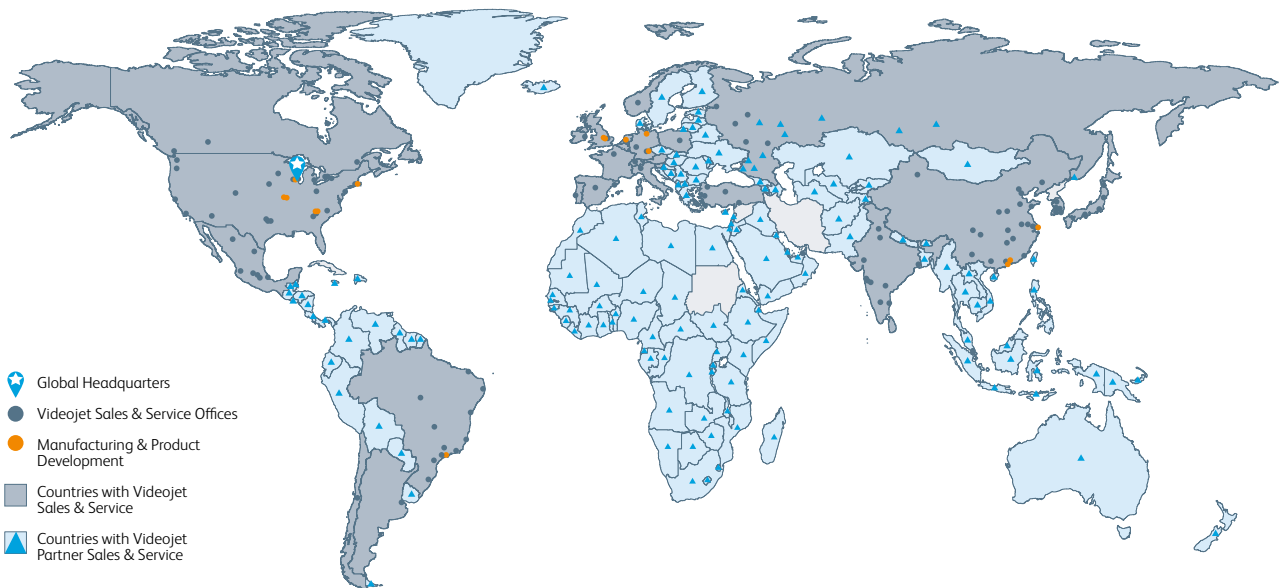 Global Headquarters
Videojet Sales & Service Offices
Manufacturing & Product
Development
Countries with Videojet
Sales & Service
Countries with Videojet
Partner Sales & Service